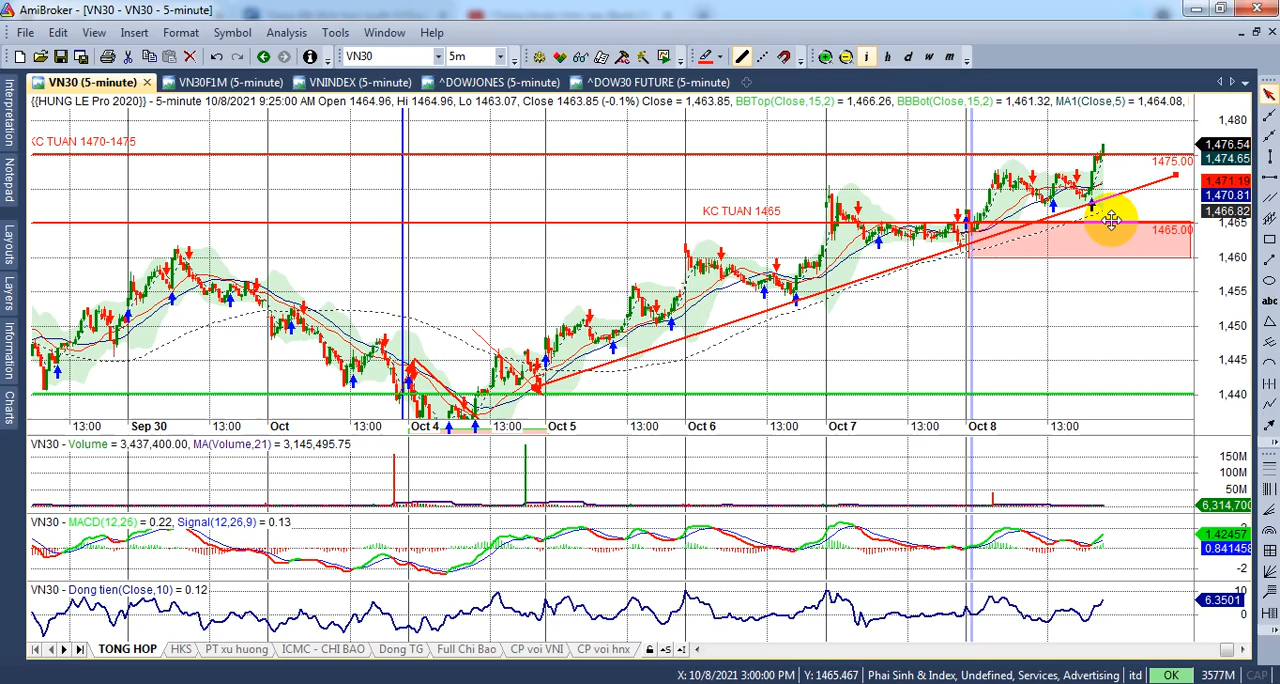 AmiBroker - [VN30 - VN30 - 5-minute]
File Edit View Insert Format Symbol Analysis Tools Window Help
VN30 5m i h d w m
VN30 (5-minute) VN30F1M (5-minute) VNINDEX (5-minute) ^DOWJONES (5-minute) ^DOW30 FUTURE (5-minute)
{{HUNG LE Pro 2020}} - 5-minute 10/8/2021 9:25:00 AM Open 1464.96, Hi 1464.96, Lo 1463.07, Close 1463.85 (-0.1%) Close = 1,463.85, BBTop(Close,15,2) = 1,466.26, BBBot(Close,15,2) = 1,461.32, MA1(Close,5) = 1,464.08,
Interpretation
Notepad
Layouts
Layers
Information
Charts
KC TUAN 1470-1475
KC TUAN 1465
1475.00
1465.00
1,480
1,476.54
1,474.65
1,471.19
1,470.81
1,466.82
1,465
1,460
1,455
1,450
1,445
1,440
abc
13:00 Sep 30 13:00 Oct 13:00 Oct 4 13:00 Oct 5 13:00 Oct 6 13:00 Oct 7 13:00 Oct 8 13:00
VN30 - Volume = 3,437,400.00, MA(Volume,21) = 3,145,495.75
150M
100M
50M
6,314,700
VN30 - MACD(12,26) = 0.22, Signal(12,26,9) = 0.13
1.42457
0.841458
-2
VN30 - Dong tien(Close,10) = 0.12
10
6.3501
0
TONG HOP HKS PT xu huong ICMC - CHI BAO Dong TG Full Chi Bao CP voi VNI CP voi hnx
X: 10/8/2021 3:00:00 PM Y: 1465.467 Phai Sinh & Index, Undefined, Services, Advertising itd OK 3577M CAP